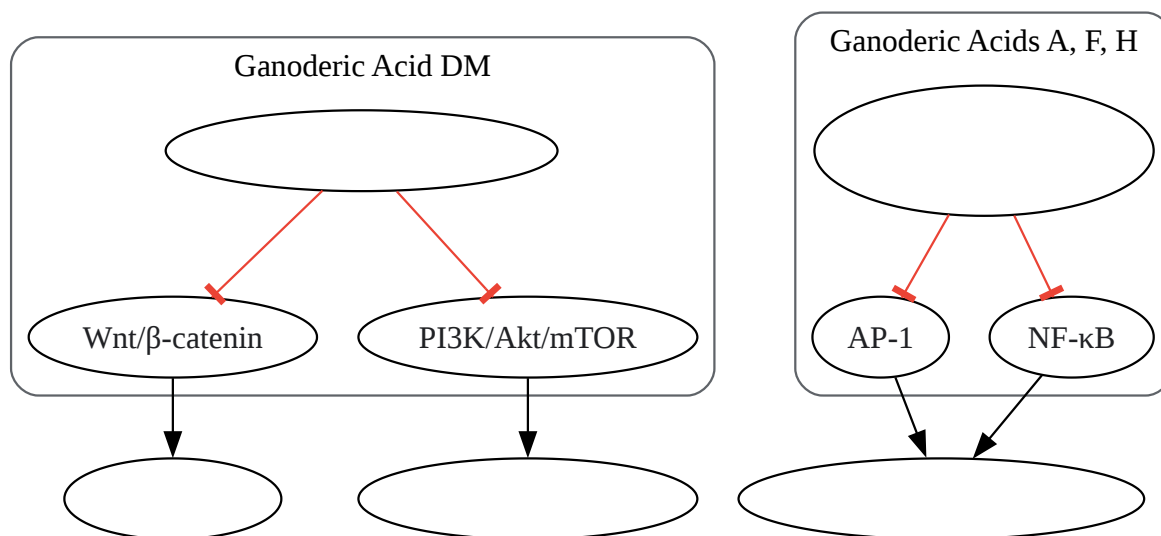 Ganoderic Acid DM
Ganoderic Acids A, F, H
Wnt/β-catenin
PI3K/Akt/mTOR
AP-1
NF-κB